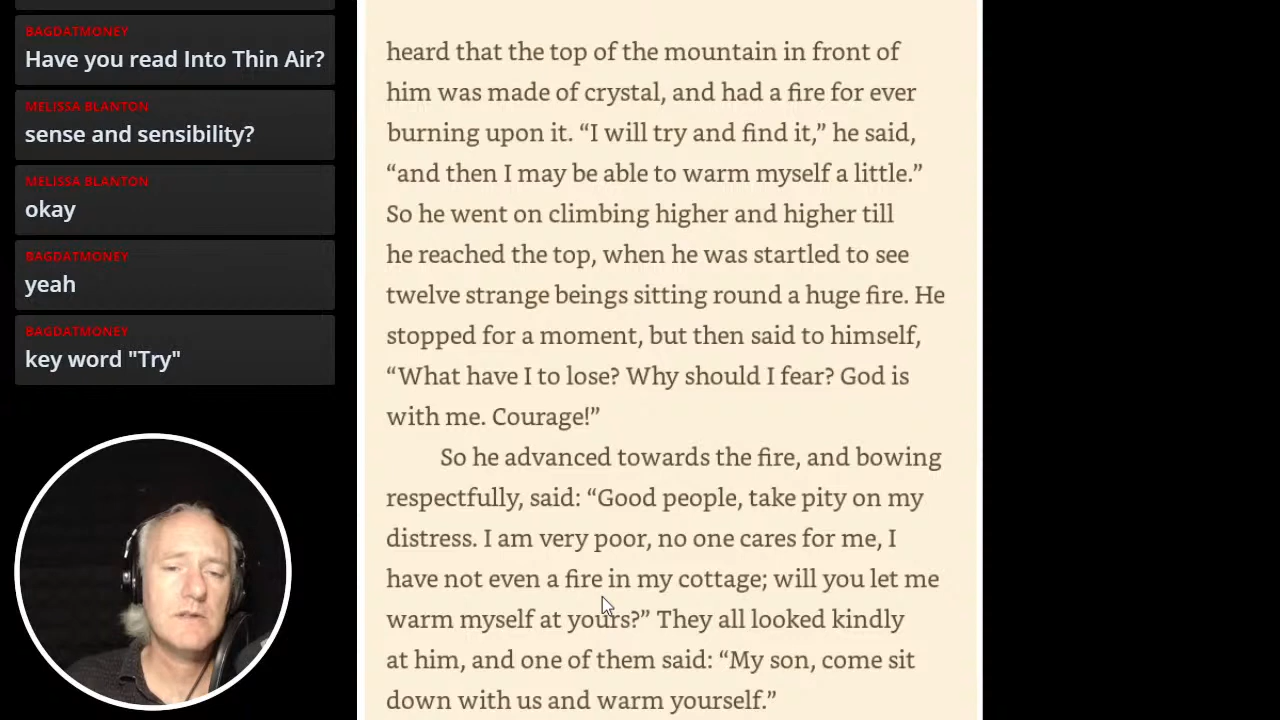 BAGDATMONEY
Have you read Into Thin Air?
MELISSA BLANTON
sense and sensibility?
MELISSA BLANTON
okay
BAGDATMONEY
yeah
BAGDATMONEY
key word "Try"
heard that the top of the mountain in front of
him was made of crystal, and had a fire for ever
burning upon it. “I will try and find it,” he said,
“and then I may be able to warm myself a little.”
So he went on climbing higher and higher till
he reached the top, when he was startled to see
twelve strange beings sitting round a huge fire. He
stopped for a moment, but then said to himself,
“What have I to lose? Why should I fear? God is
with me. Courage!”
So he advanced towards the fire, and bowing
respectfully, said: “Good people, take pity on my
distress. I am very poor, no one cares for me, I
have not even a fire in my cottage; will you let me
warm myself at yours?” They all looked kindly
at him, and one of them said: “My son, come sit
down with us and warm yourself.”